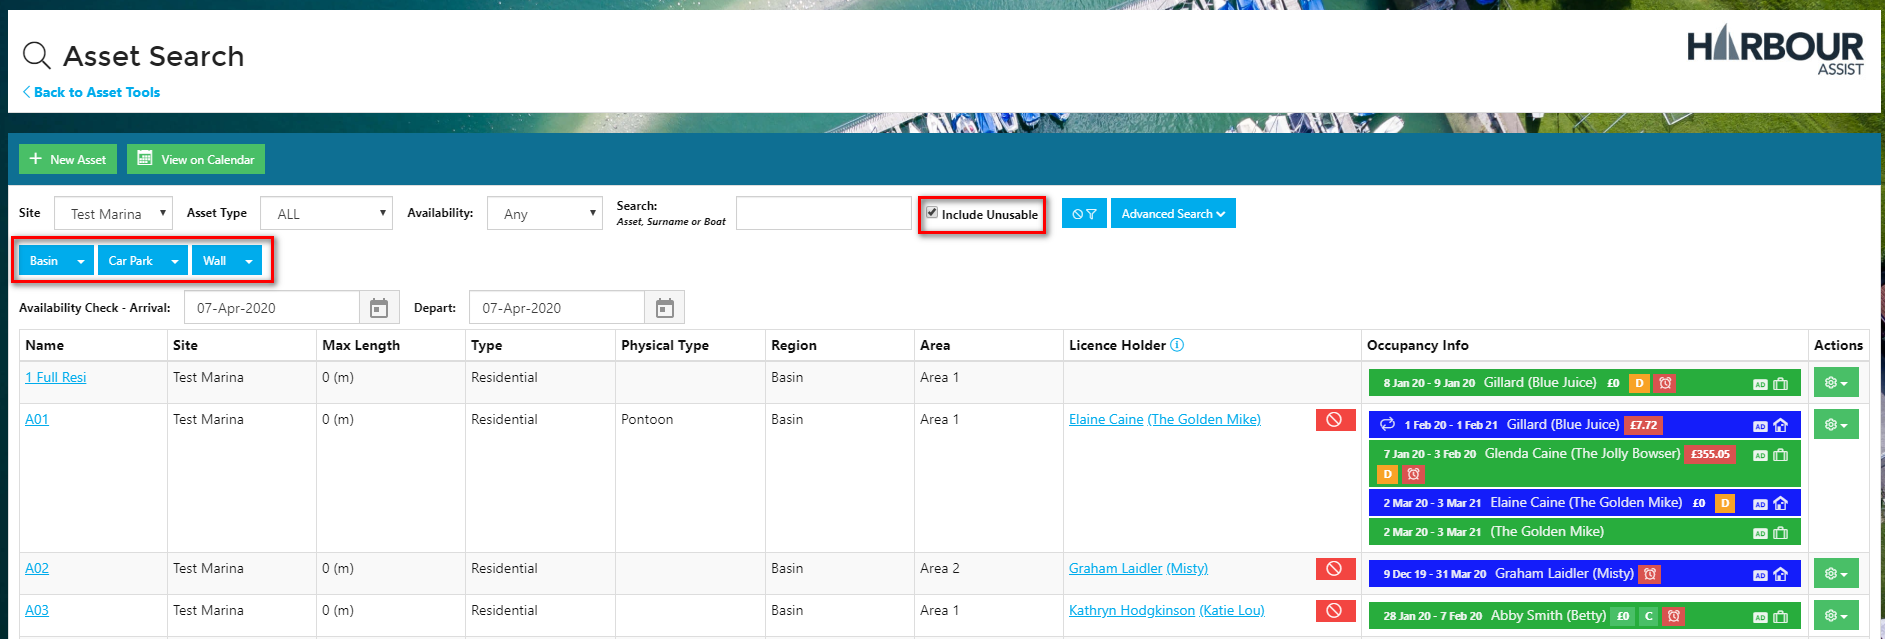 Asset Search
HARBOUR
ASSIST
Back to Asset Tools
+ New Asset View on Calendar
Site Test Marina Asset Type ALL Availability: Any Search: Include Unusable Advanced Search
Asset, Surname or Boat
Basin Car Park Wall
Availability Check - Arrival: 07-Apr-2020 Depart: 07-Apr-2020
Name Site Max Length Type Physical Type Region Area Licence Holder Occupancy Info Actions
1 Full Resi Test Marina 0 (m) Residential Basin Area 1 8 Jan 20 - 9 Jan 20 Gillard (Blue Juice) £0 D AD
A01 Test Marina 0 (m) Residential Pontoon Basin Area 1 Elaine Caine (The Golden Mike) 1 Feb 20 - 1 Feb 21 Gillard (Blue Juice) £7.72 AD
7 Jan 20 - 3 Feb 20 Glenda Caine (The Jolly Bowser) £355.05 AD
D
2 Mar 20 - 3 Mar 21 Elaine Caine (The Golden Mike) £0 D AD
2 Mar 20 - 3 Mar 21 (The Golden Mike) AD
A02 Test Marina 0 (m) Residential Basin Area 2 Graham Laidler (Misty) 9 Dec 19 - 31 Mar 20 Graham Laidler (Misty) AD
A03 Test Marina 0 (m) Residential Basin Area 1 Kathryn Hodgkinson (Katie Lou) 28 Jan 20 - 7 Feb 20 Abby Smith (Betty) £0 C AD